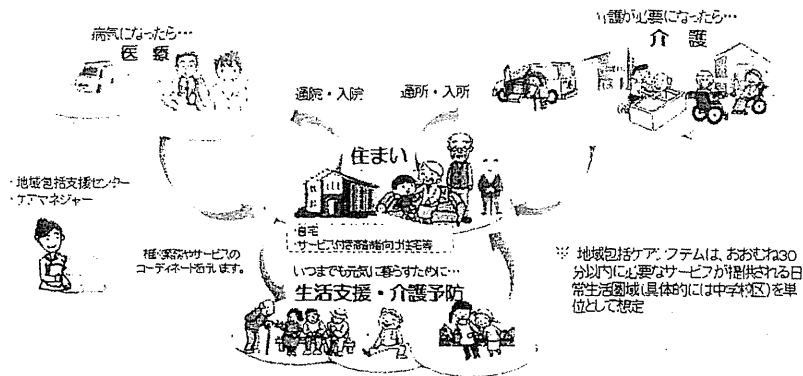 病気になったら…
医 療
介護が必要になったら…
介 護
通院・入院
通所・入所
住まい
・地域包括支援センター
・ケアマネジャー
・自宅
・サービス付き高齢者向け住宅等
相談業務やサービスの
コーディネートを行います。
いつまでも元気に暮らすために…
生活支援・介護予防
※ 地域包括ケアシステムは、おおむね30
分以内に必要なサービスが提供される日
常生活圏域(具体的には中学校区)を単
位として想定